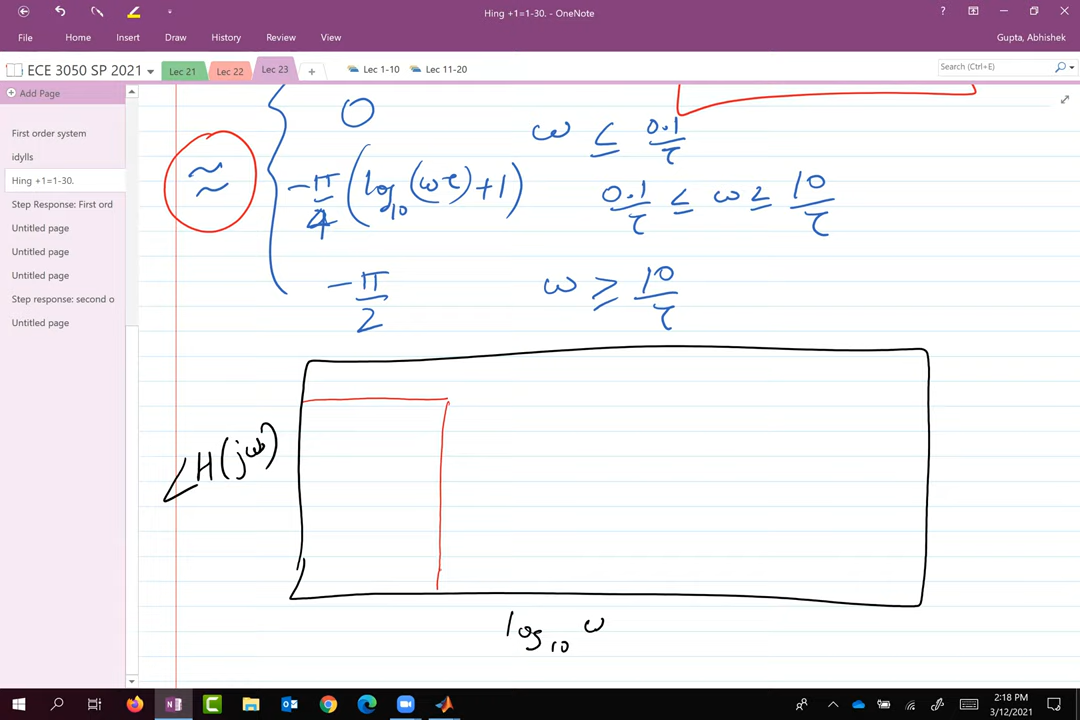 Hing +1=1-30. - OneNote
? Gupta, Abhishek
File Home Insert Draw History Review View
ECE 3050 SP 2021 Lec 21 Lec 22 Lec 23 + Lec 1-10 Lec 11-20 Search (Ctrl+E)
Add Page
First order system
idylls
Hing +1=1-30.
Step Response: First ord
Untitled page
Untitled page
Untitled page
Step response: second o
Untitled page
≈ { 0 ω ≤ 0.1/τ
-π/4 (log10(ωτ)+1) 0.1/τ ≤ ω ≤ 10/τ
-π/2 ω ≥ 10/τ
∠H(jω)
log10 ω
2:18 PM
3/12/2021